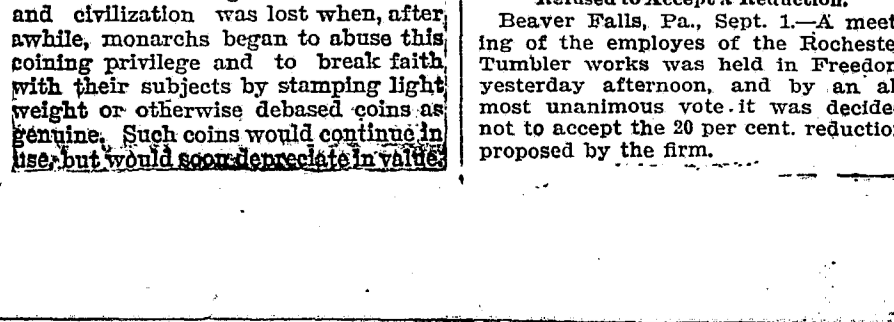 and civilization was lost when, after
awhile, monarchs began to abuse this
coining privilege and to break faith
with their subjects by stamping light
weight or otherwise debased coins as
genuine. Such coins would continue in
use, but would soon depreciate in value
Refused to Accept a Reduction.
Beaver Falls, Pa., Sept. 1.—A meet
ing of the employes of the Rocheste
Tumbler works was held in Freedom
yesterday afternoon, and by an al
most unanimous vote it was decide
not to accept the 20 per cent. reductio
proposed by the firm.